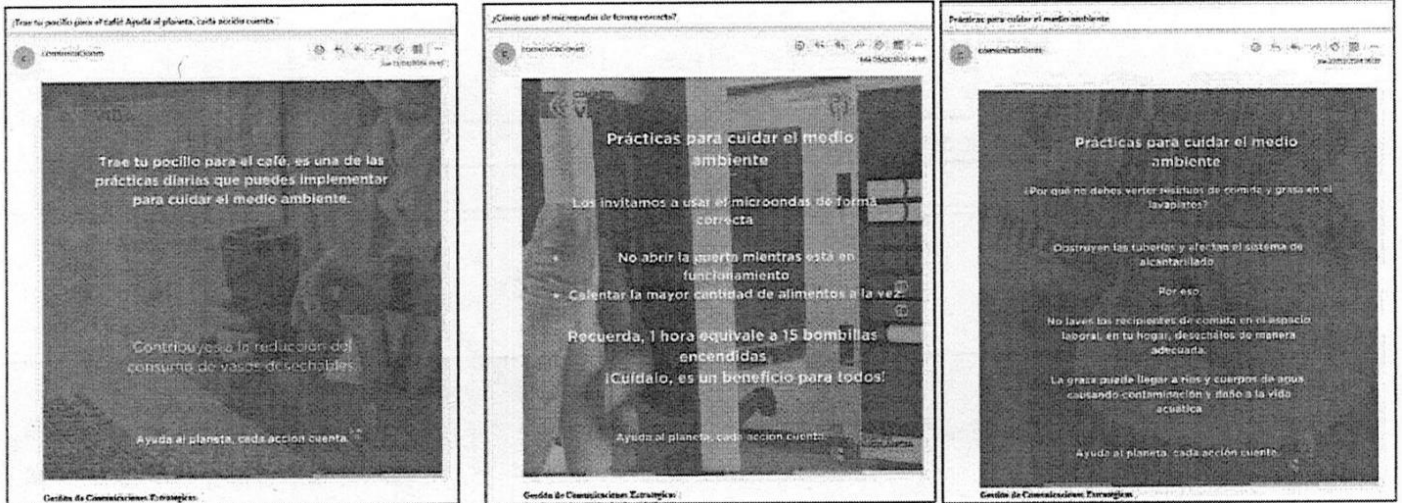 ¡Trae tu pocillo para el café! Ayuda al planeta, cada acción cuenta
comunicaciones
Trae tu pocillo para el café, es una de las
prácticas diarias que puedes implementar
para cuidar el medio ambiente.
Contribuyes a la reducción del
consumo de vasos desechables.
Ayuda al planeta, cada acción cuenta.
Gestión de Comunicaciones Estratégicas
¿Cómo usar el microondas de forma correcta?
comunicaciones
Prácticas para cuidar el medio
ambiente
Los invitamos a usar el microondas de forma
correcta
• No abrir la puerta mientras está en
funcionamiento
• Calentar la mayor cantidad de alimentos a la vez.
Recuerda, 1 hora equivale a 15 bombillas
encendidas
¡Cuídalo, es un beneficio para todos!
Ayuda al planeta, cada acción cuenta.
Gestión de Comunicaciones Estratégicas
Prácticas para cuidar el medio ambiente
comunicaciones
Prácticas para cuidar el medio
ambiente
¿Por qué no debes verter residuos de comida y grasa en el
lavaplatos?
Obstruyen las tuberías y afectan el sistema de
alcantarillado
Por eso,
No laves los recipientes de comida en el espacio
laboral, en tu hogar, deséchalos de manera
adecuada.
La grasa puede llegar a ríos y cuerpos de agua
causando contaminación y daño a la vida
acuática
Ayuda al planeta, cada acción cuenta.
Gestión de Comunicaciones Estratégicas